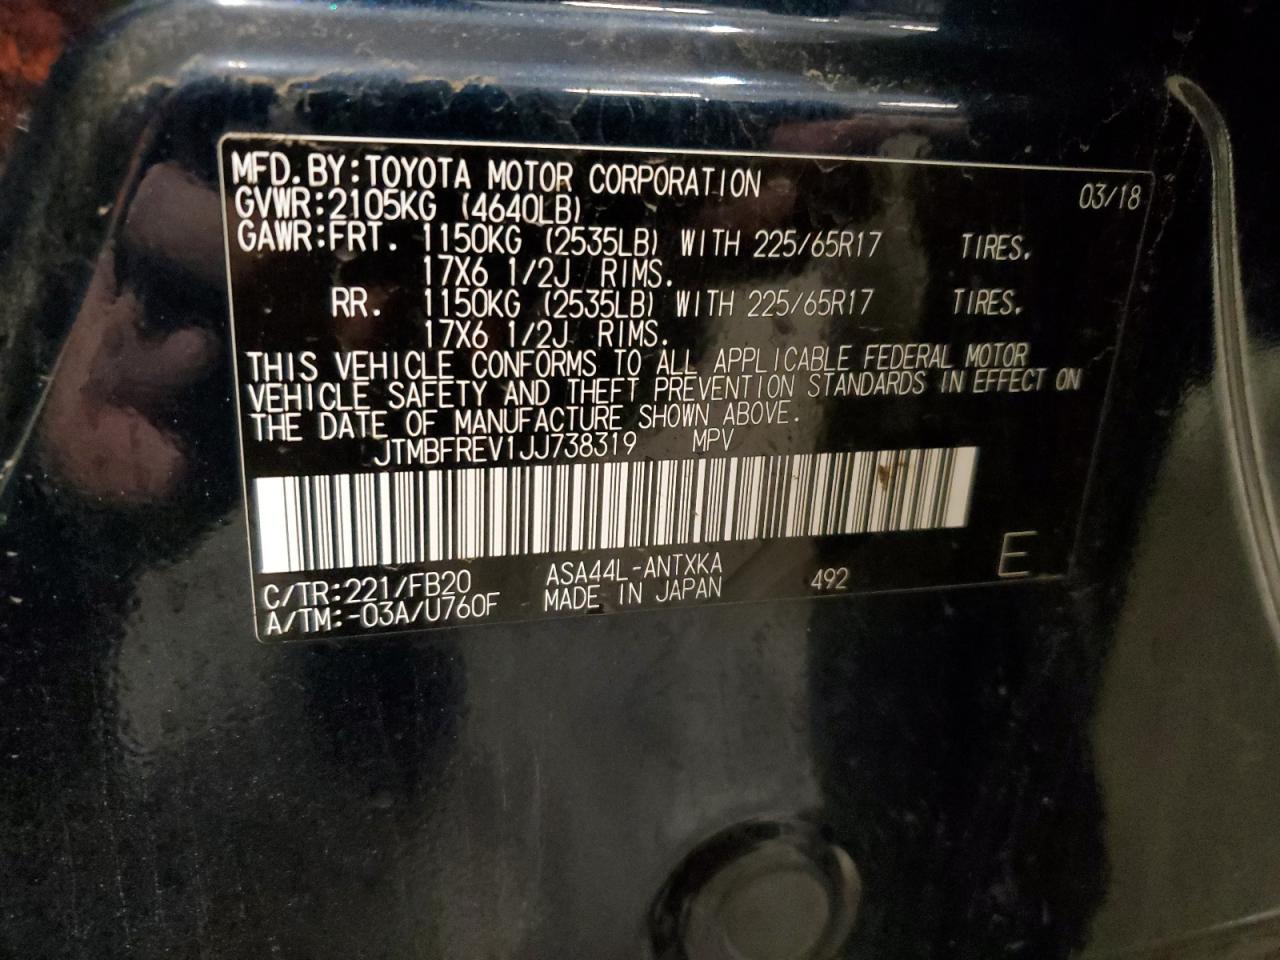 MFD.BY:TOYOTA MOTOR CORPORATION 03/18
GVWR:2105KG (4640LB)
GAWR:FRT. 1150KG (2535LB) WITH 225/65R17 TIRES.
17X6 1/2J RIMS.
RR. 1150KG (2535LB) WITH 225/65R17 TIRES.
17X6 1/2J RIMS.
THIS VEHICLE CONFORMS TO ALL APPLICABLE FEDERAL MOTOR
VEHICLE SAFETY AND THEFT PREVENTION STANDARDS IN EFFECT ON
THE DATE OF MANUFACTURE SHOWN ABOVE.
JTMBFREV1JJ738319 MPV
C/TR:221/FB20 ASA44L-ANTXKA 492 E
A/TM:-03A/U760F MADE IN JAPAN